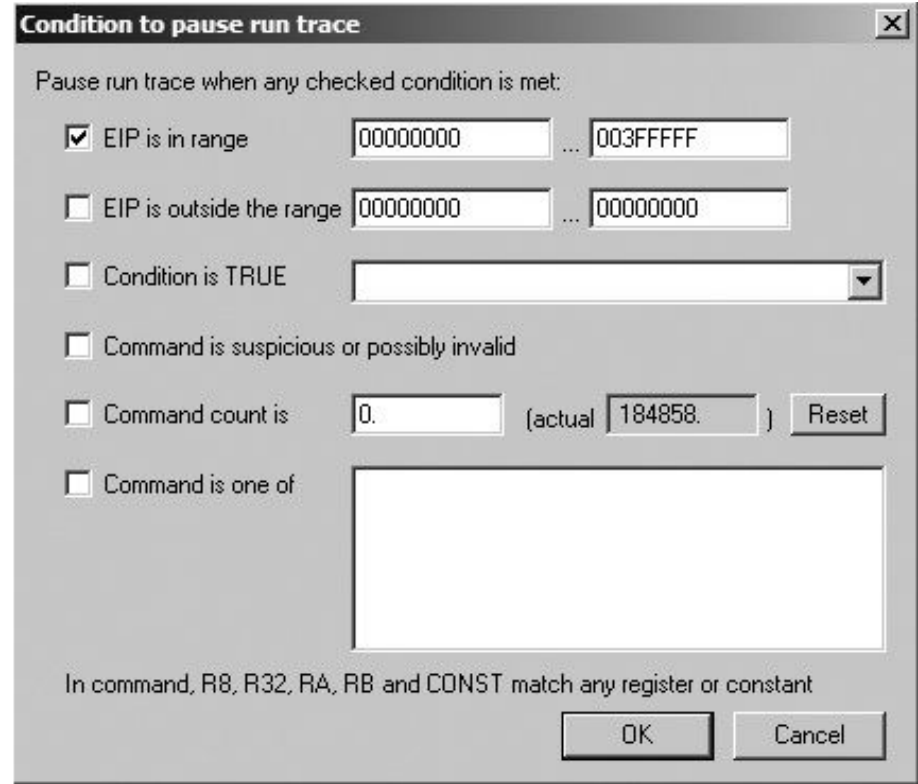 Condition to pause run trace
Pause run trace when any checked condition is met:
EIP is in range 00000000 ... 003FFFFF
EIP is outside the range 00000000 ... 00000000
Condition is TRUE
Command is suspicious or possibly invalid
Command count is 0. (actual 184858. ) Reset
Command is one of
In command, R8, R32, RA, RB and CONST match any register or constant
OK Cancel